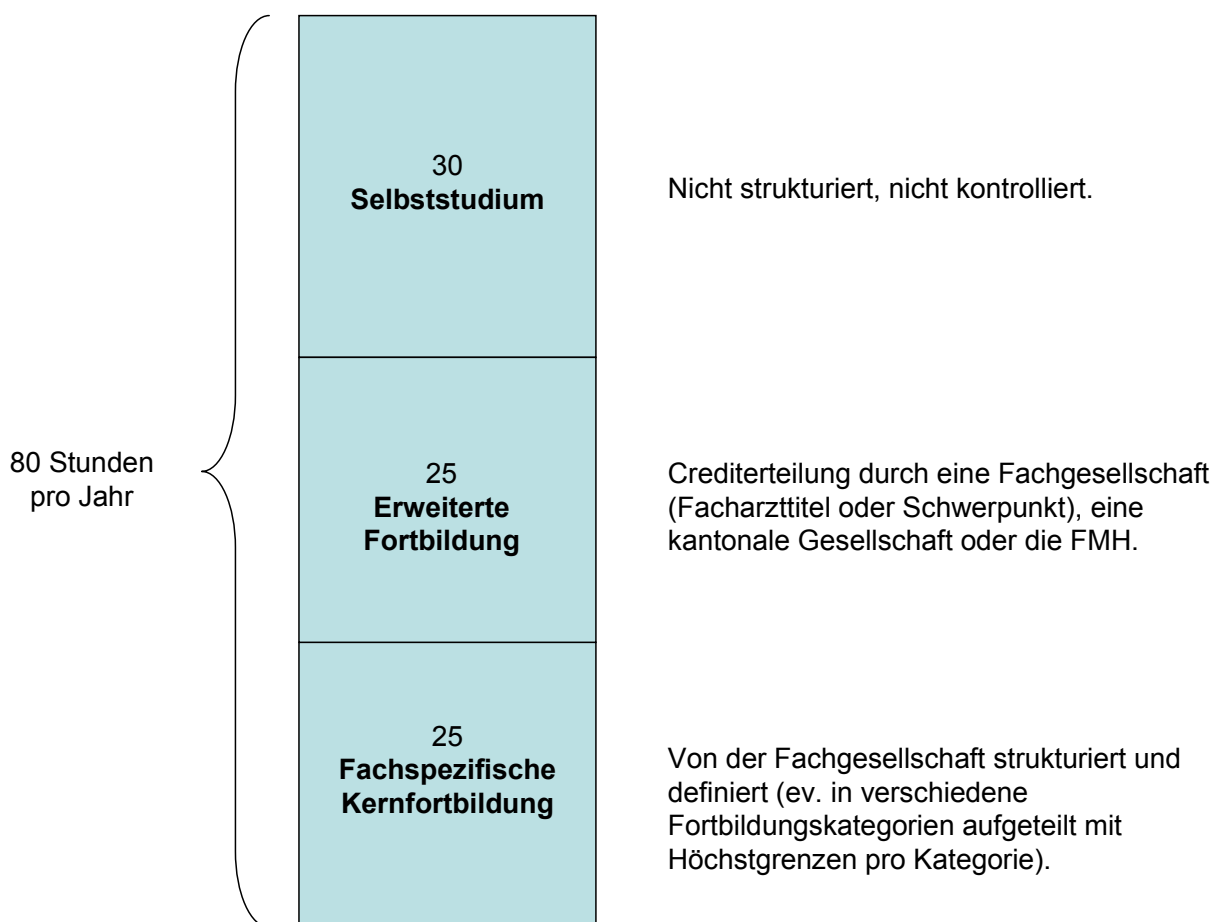 30
Selbststudium
Nicht strukturiert, nicht kontrolliert.
80 Stunden
pro Jahr
25
Erweiterte
Fortbildung
Crediterteilung durch eine Fachgesellschaft
(Facharzttitel oder Schwerpunkt), eine
kantonale Gesellschaft oder die FMH.
25
Fachspezifische
Kernfortbildung
Von der Fachgesellschaft strukturiert und
definiert (ev. in verschiedene
Fortbildungskategorien aufgeteilt mit
Höchstgrenzen pro Kategorie).